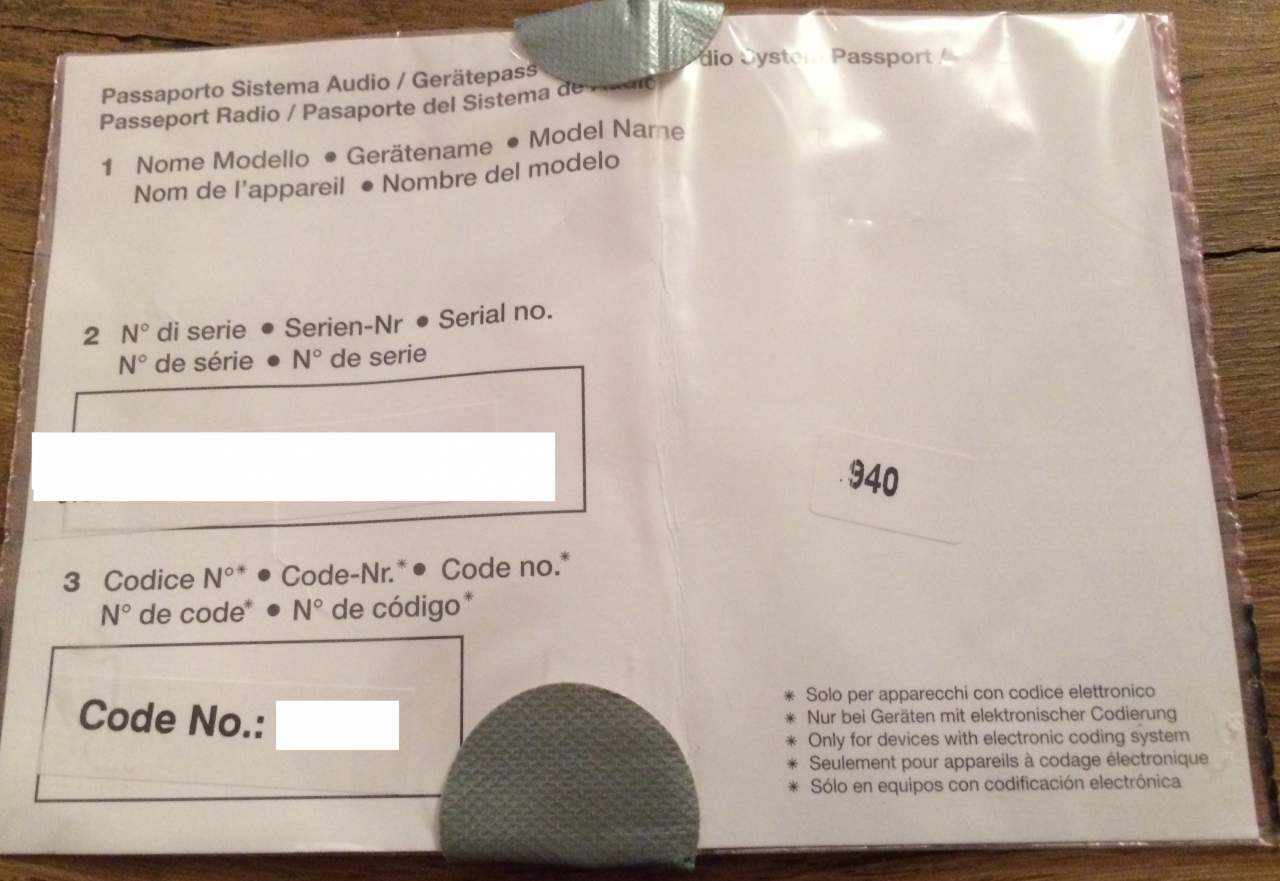 Passaporto Sistema Audio / Gerätepass dio System Passport /
Passeport Radio / Pasaporte del Sistema de Audio
1 Nome Modello • Gerätename • Model Name
Nom de l'appareil • Nombre del modelo
2 N° di serie • Serien-Nr • Serial no.
N° de série • N° de serie
3 Codice N°* • Code-Nr.* • Code no.*
N° de code* • N° de código*
Code No.:
940
* Solo per apparecchi con codice elettronico
* Nur bei Geräten mit elektronischer Codierung
* Only for devices with electronic coding system
* Seulement pour appareils à codage électronique
* Sólo en equipos con codificación electrónica